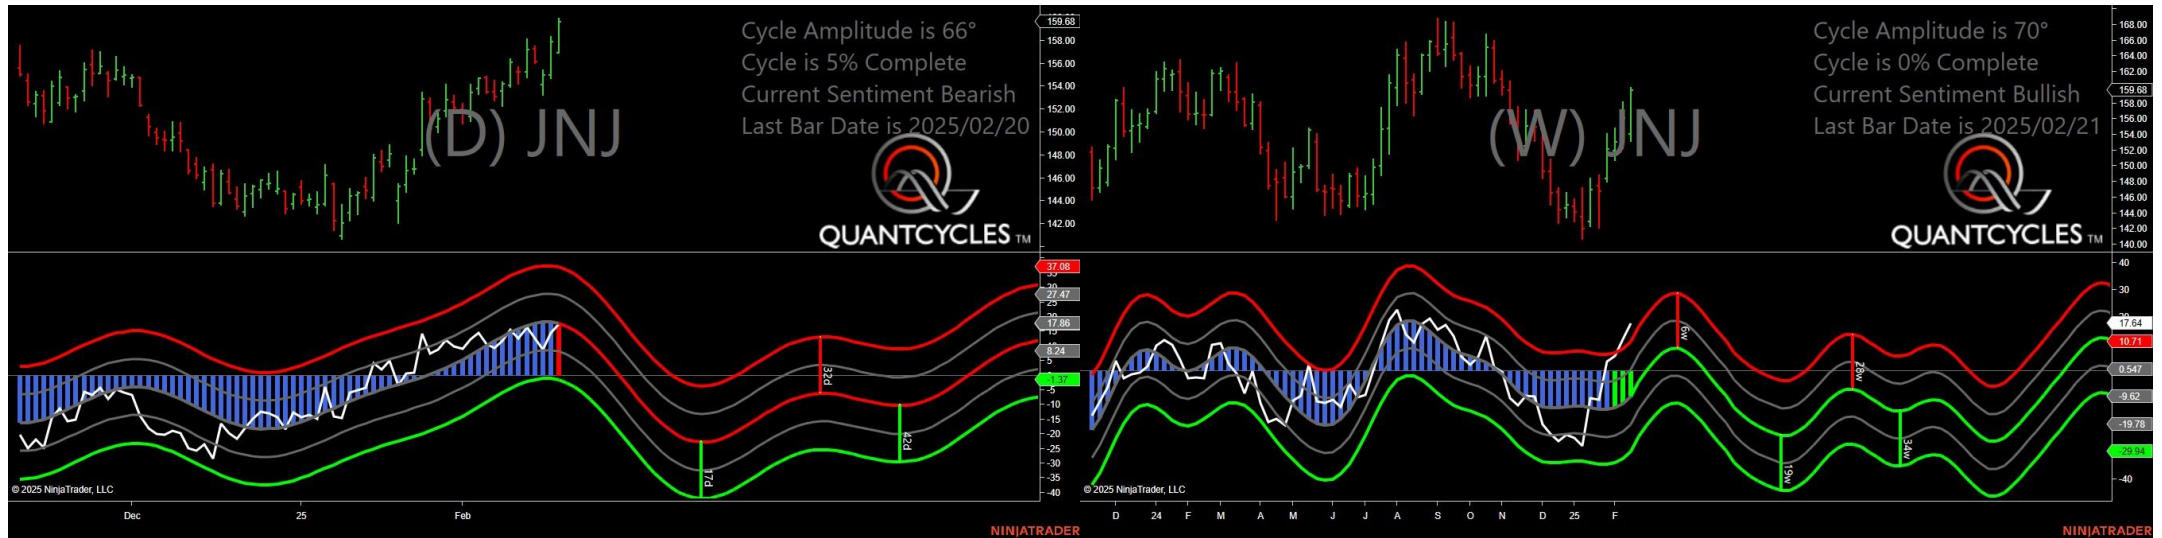 159.68
158.00
156.00
154.00
152.00
150.00
148.00
146.00
144.00
142.00
Cycle Amplitude is 66°
Cycle is 5% Complete
Current Sentiment Bearish
Last Bar Date is 2025/02/20
(D) JNJ
QUANTCYCLES TM
37.08
27.47
25
17.86
15
8.24
5
-1.37
-5
-10
-15
-20
-25
-30
-35
-40
32d
42d
17d
© 2025 NinjaTrader, LLC
Dec
25
Feb
NINJATRADER
168.00
166.00
164.00
162.00
159.68
158.00
156.00
154.00
152.00
150.00
148.00
146.00
144.00
142.00
140.00
Cycle Amplitude is 70°
Cycle is 0% Complete
Current Sentiment Bullish
Last Bar Date is 2025/02/21
(W) JNJ
QUANTCYCLES TM
40
30
17.64
10.71
0.547
-9.62
-19.78
-29.94
-40
6w
28w
34w
19w
© 2025 NinjaTrader, LLC
D
24
F
M
A
M
J
J
A
S
O
N
D
25
F
NINJATRADER